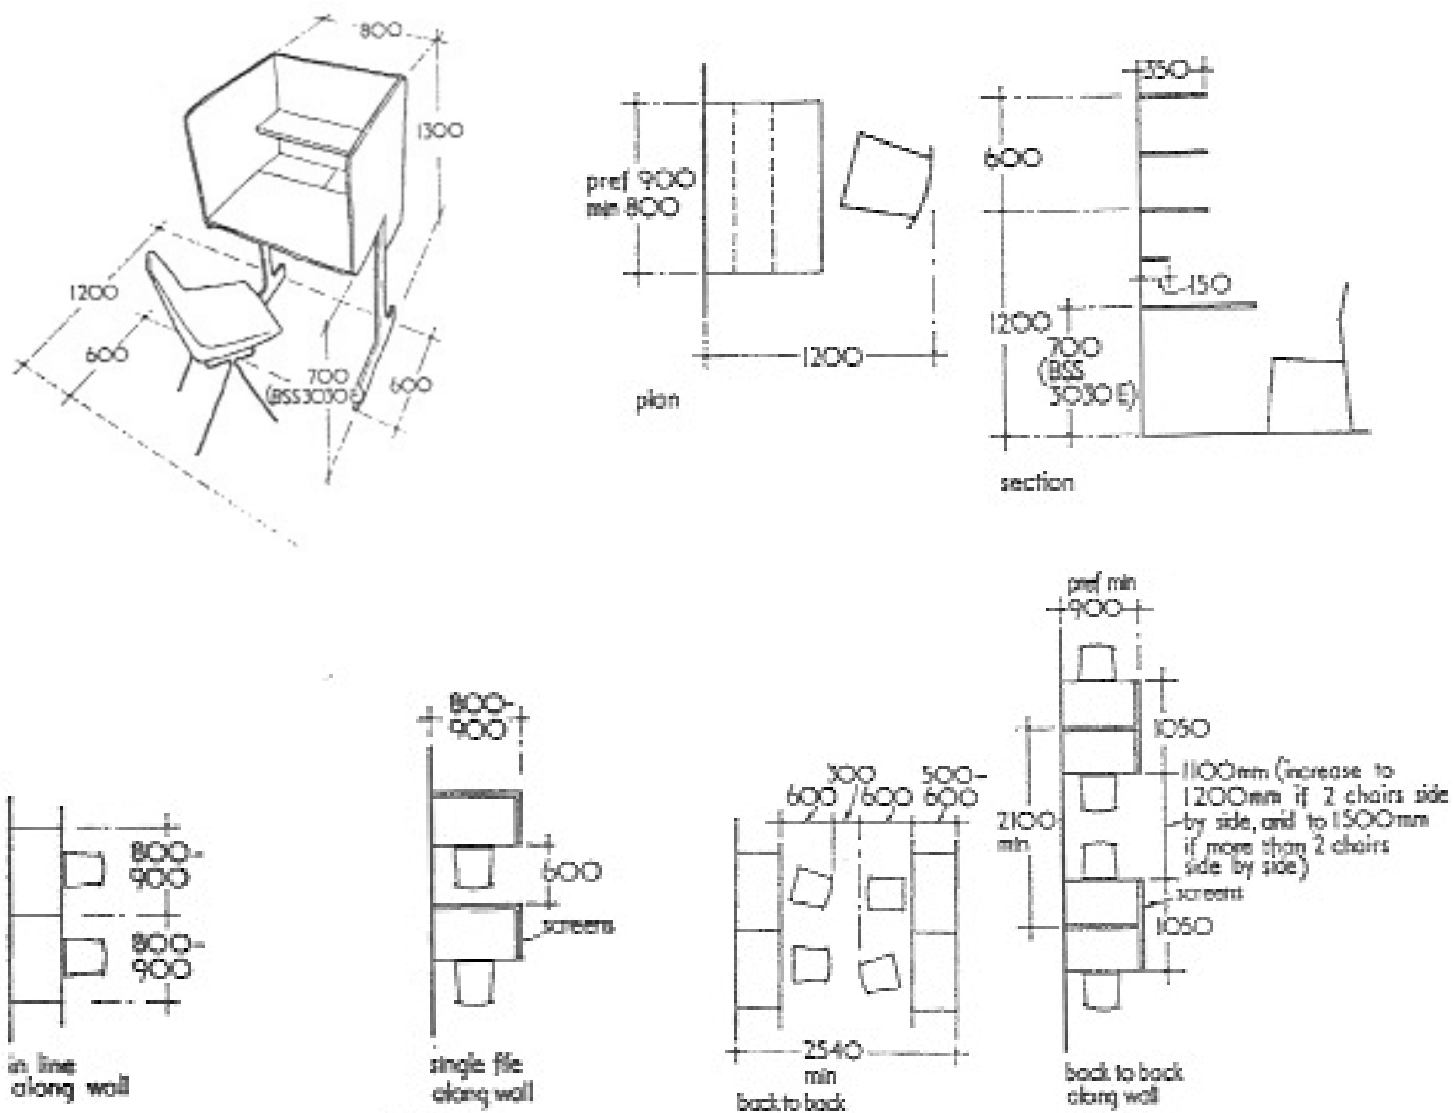 800
1300
1200
600
700
(BSS3030E)
600
pref 900
min 800
1200
plan
350
600
150
1200
700
(BSS
3030E)
section
800-
900
800-
900
in line
along wall
800-
900
600
screens
single file
along wall
300
500-
600
600
600
2540
min
back to back
pref min
900
1050
1100mm (increase to
1200mm if 2 chairs side
by side, and to 1500mm
if more than 2 chairs
side by side)
2100
min
screens
1050
back to back
along wall